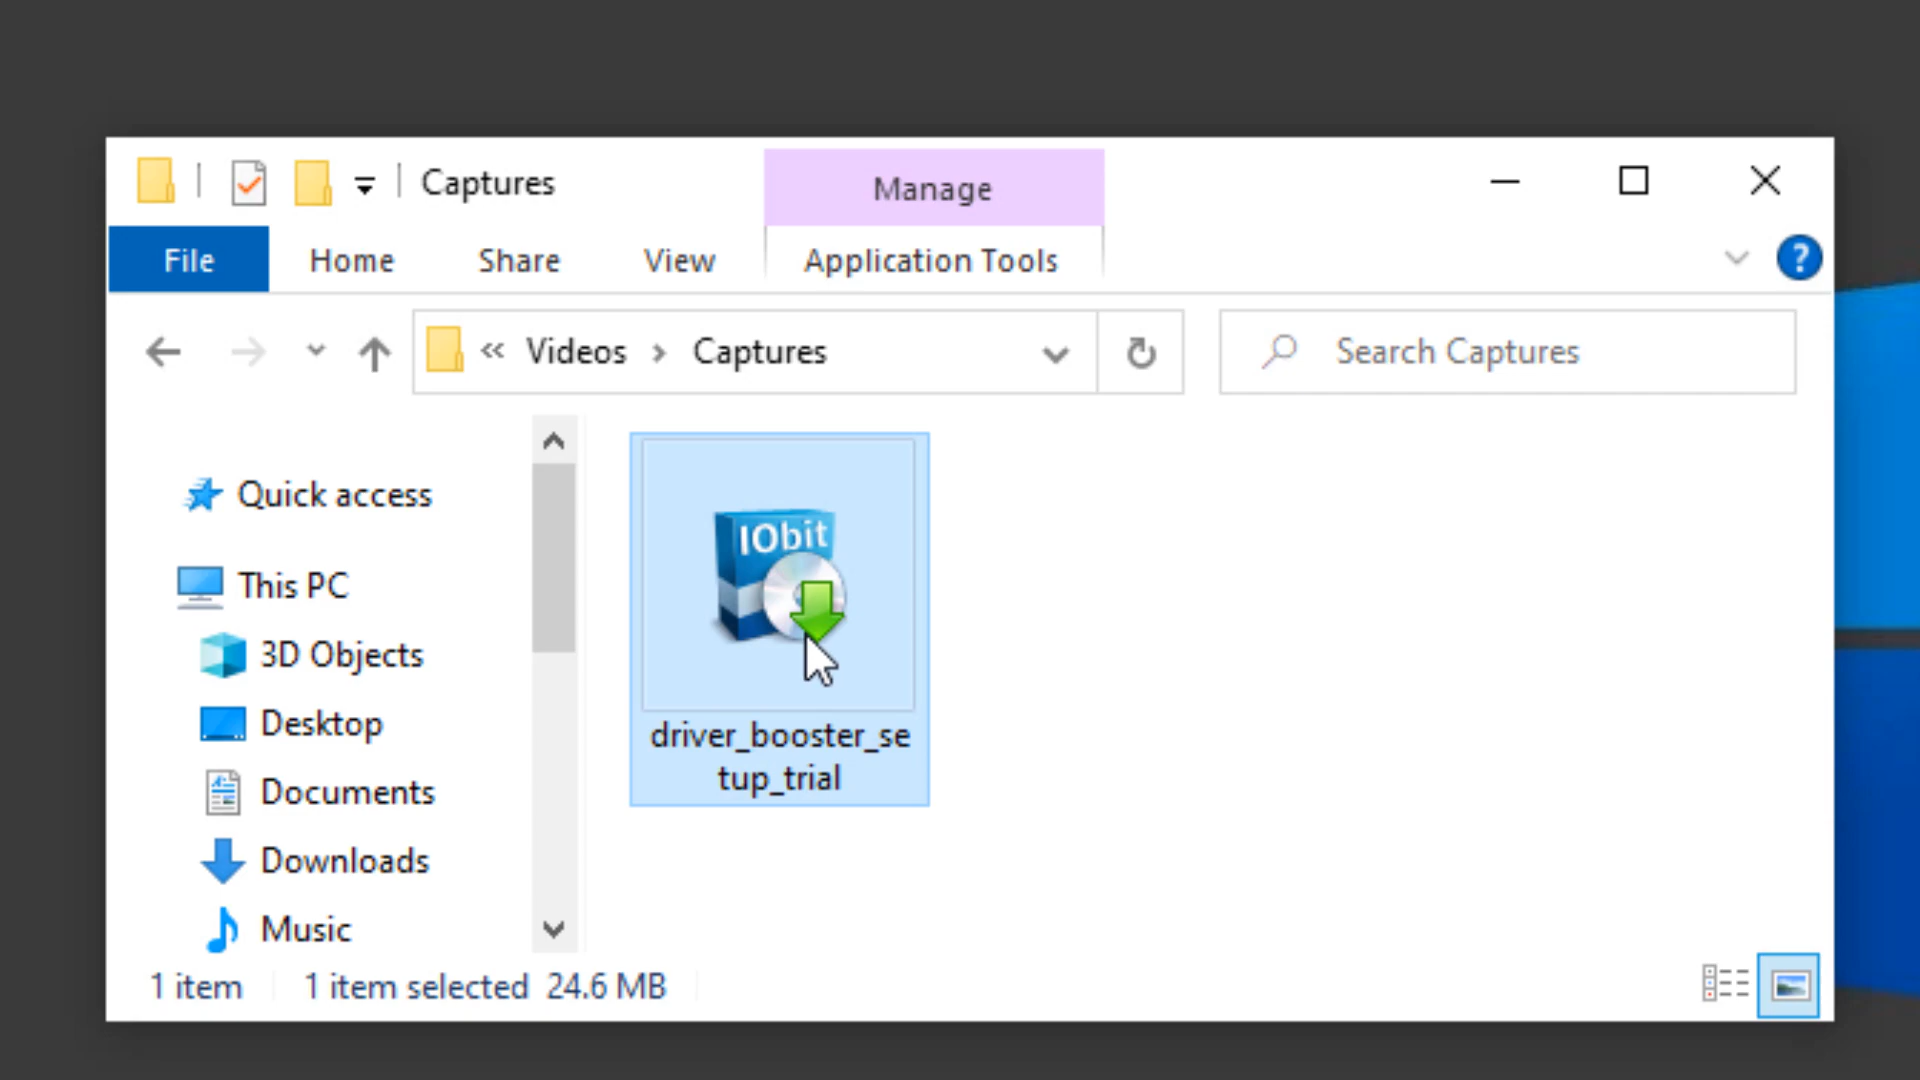 Captures
Manage
File Home Share View Application Tools
?
« Videos > Captures
Search Captures
Quick access
This PC
3D Objects
Desktop
Documents
Downloads
Music
IObit
driver_booster_se
tup_trial
1 item 1 item selected 24.6 MB